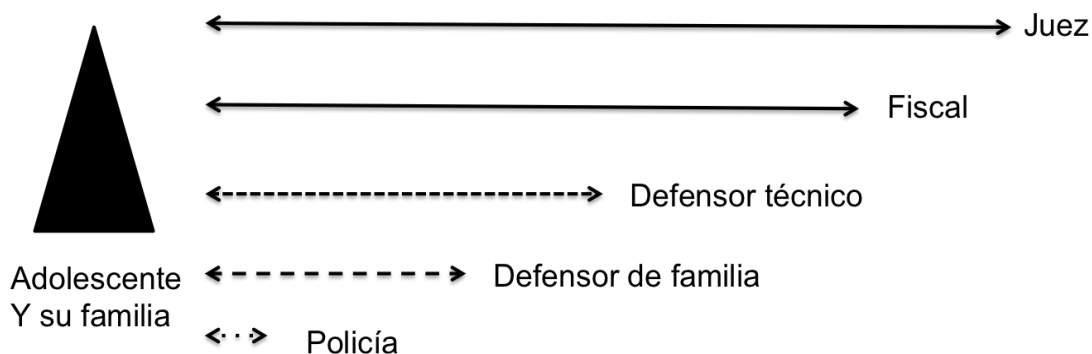 Juez
Fiscal
Defensor técnico
Adolescente
Y su familia
Defensor de familia
Policía